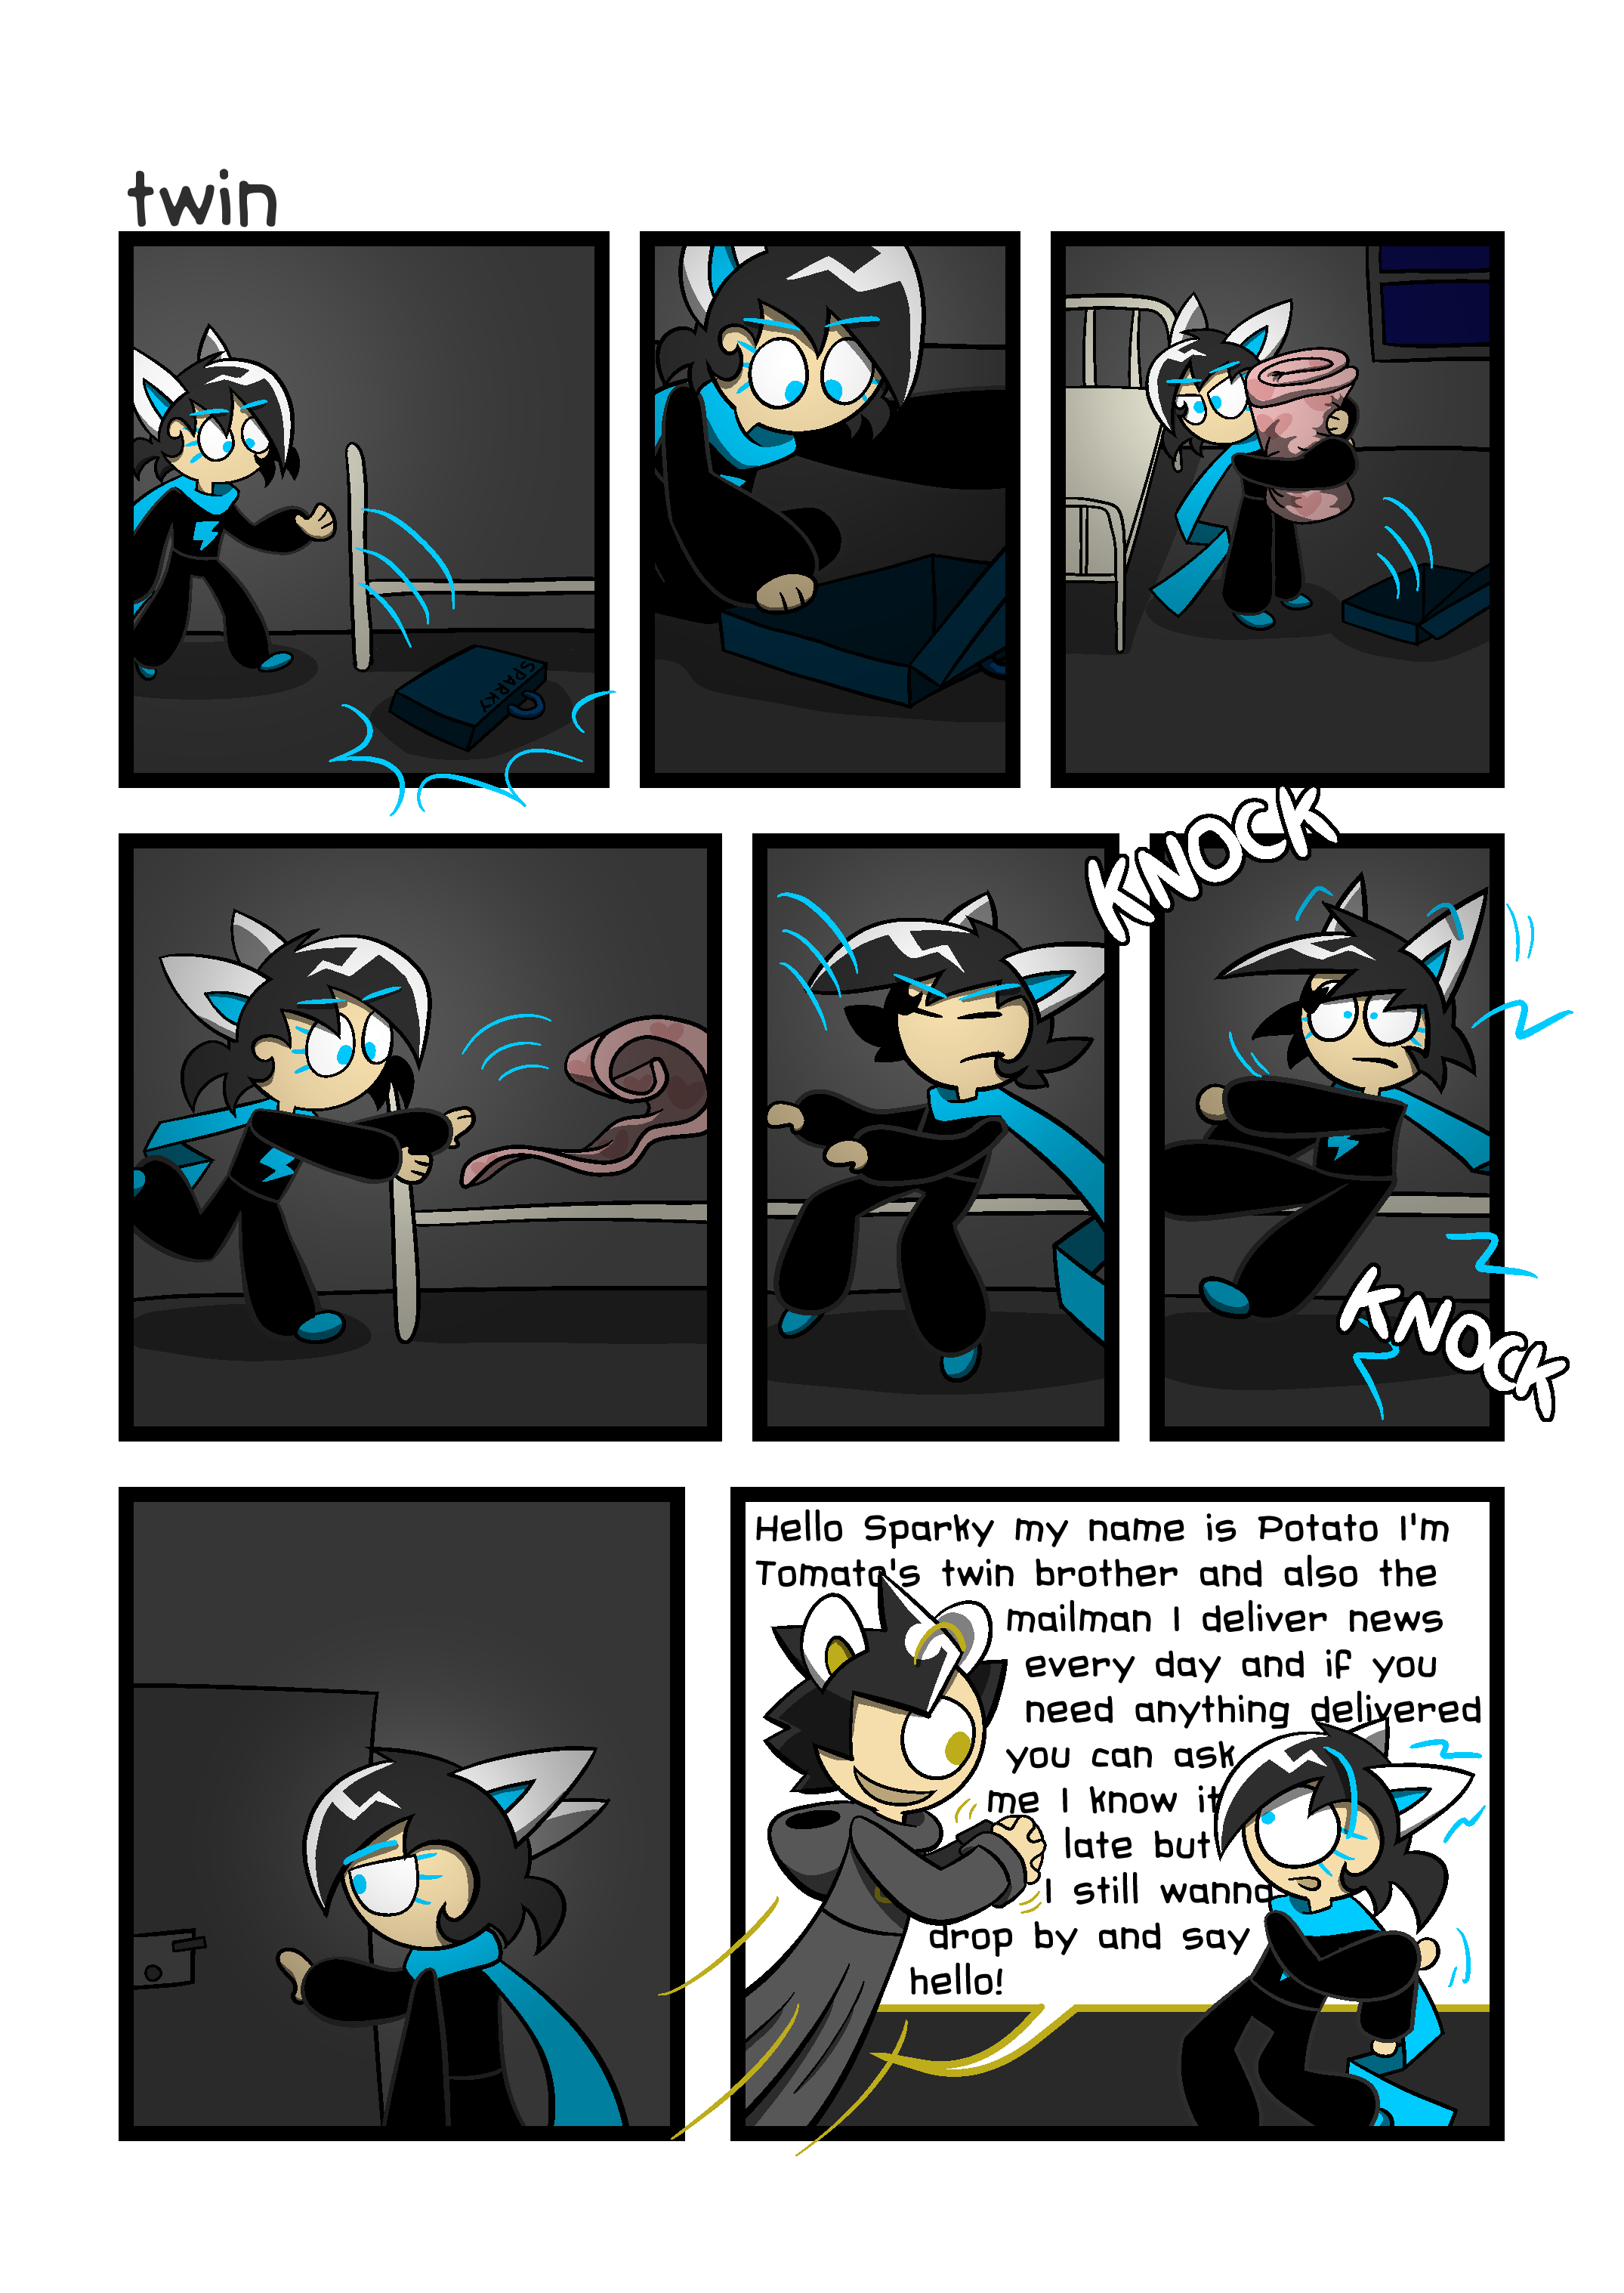 twin
SPARKY
KNOCK
KNOCK
Hello Sparky my name is Potato I'm
Tomato's twin brother and also the
mailman I deliver news
every day and if you
need anything delivered
you can ask
me I know it
late but
I still wanna
drop by and say
hello!